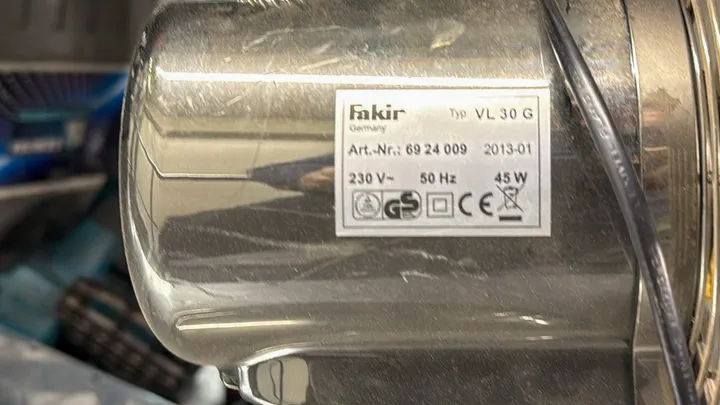 Fakir Typ VL 30 G
Germany
Art.-Nr.: 69 24 009 2013-01
230 V~ 50 Hz 45 W
GS CE